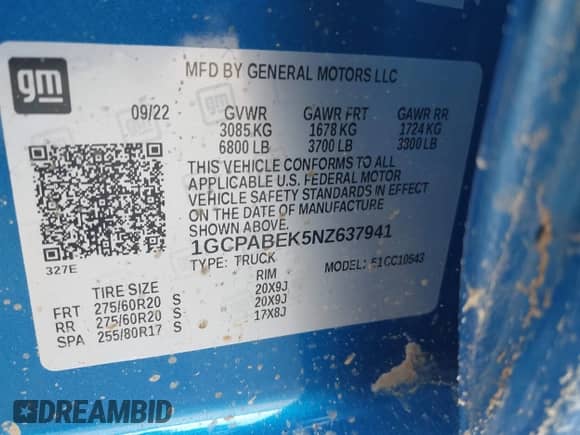 gm
MFD BY GENERAL MOTORS LLC
09/22 GVWR GAWR FRT GAWR RR
3085 KG 1678 KG 1724 KG
6800 LB 3700 LB 3800 LB
THIS VEHICLE CONFORMS TO ALL
APPLICABLE U.S. FEDERAL MOTOR
VEHICLE SAFETY STANDARDS IN EFFECT
ON THE DATE OF MANUFACTURE
SHOWN ABOVE.
1GCPABEK5NZ637941
327E TYPE: TRUCK MODEL: 51CC10543
TIRE SIZE RIM
FRT 275/60R20 S 20X9J
RR 275/60R20 S 20X9J
SPA 255/80R17 S 17X8J
DREAMBID